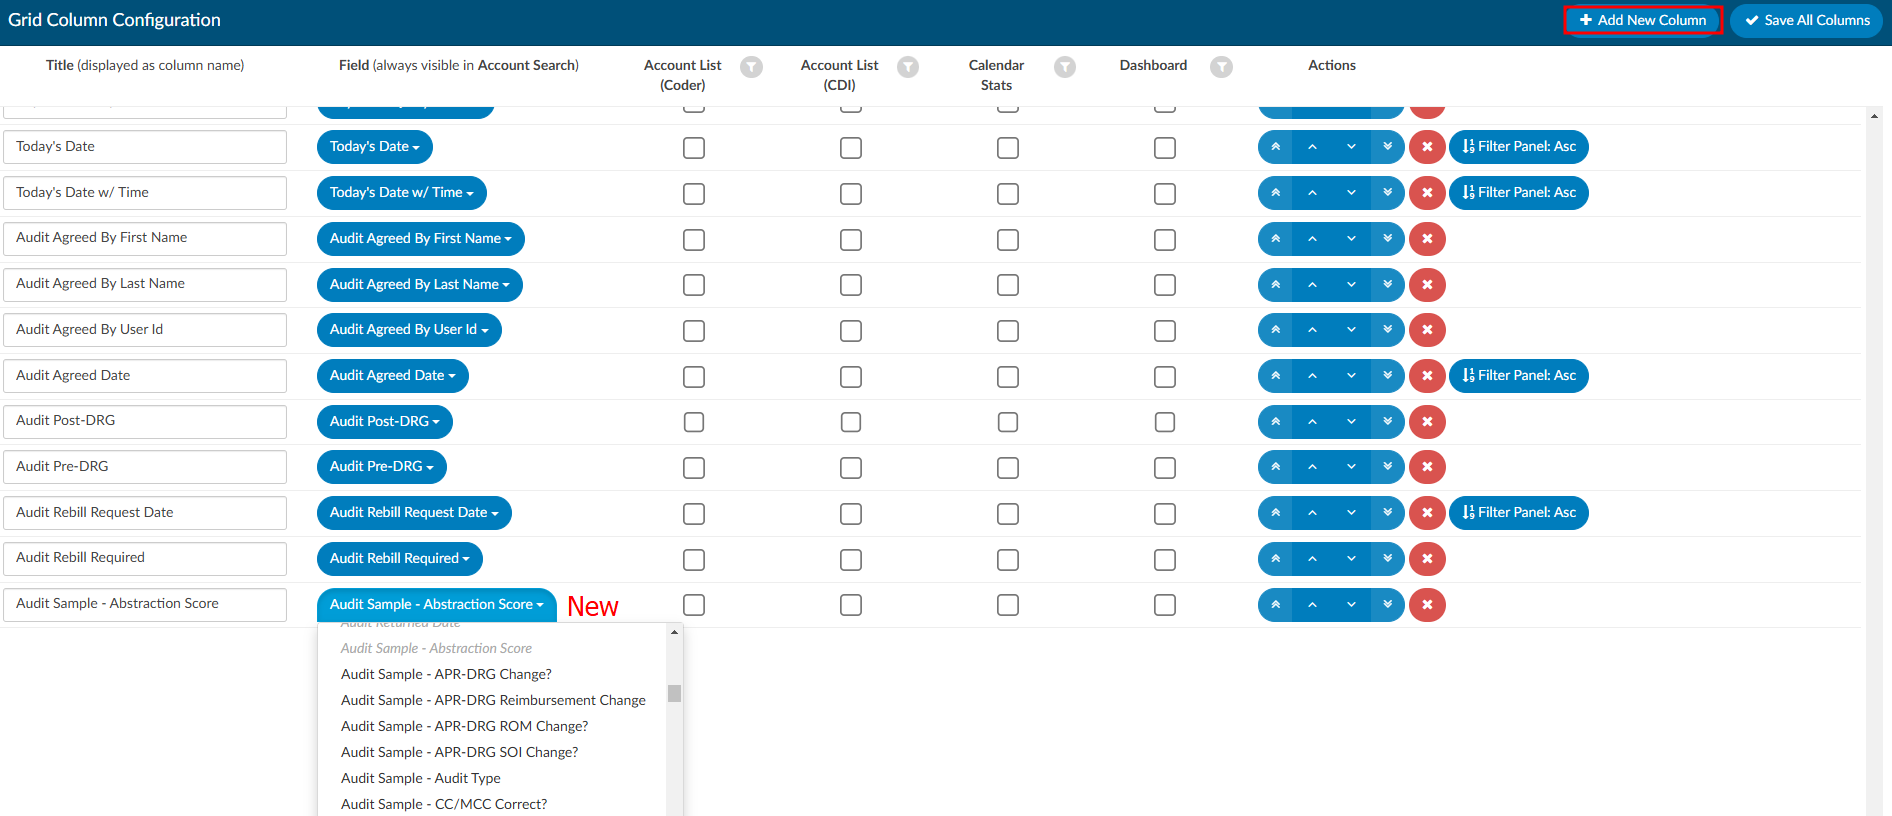 Grid Column Configuration
Add New Column
Save All Columns
Title (displayed as column name)
Field (always visible in Account Search)
Account List
(Coder)
Account List
(CDI)
Calendar
Stats
Dashboard
Actions
Today's Date
Today's Date
Filter Panel: Asc
Today's Date w/ Time
Today's Date w/ Time
Filter Panel: Asc
Audit Agreed By First Name
Audit Agreed By First Name
Audit Agreed By Last Name
Audit Agreed By Last Name
Audit Agreed By User Id
Audit Agreed By User Id
Audit Agreed Date
Audit Agreed Date
Filter Panel: Asc
Audit Post-DRG
Audit Post-DRG
Audit Pre-DRG
Audit Pre-DRG
Audit Rebill Request Date
Audit Rebill Request Date
Filter Panel: Asc
Audit Rebill Required
Audit Rebill Required
Audit Sample - Abstraction Score
Audit Sample - Abstraction Score
New
Audit Returned Date
Audit Sample - Abstraction Score
Audit Sample - APR-DRG Change?
Audit Sample - APR-DRG Reimbursement Change
Audit Sample - APR-DRG ROM Change?
Audit Sample - APR-DRG SOI Change?
Audit Sample - Audit Type
Audit Sample - CC/MCC Correct?